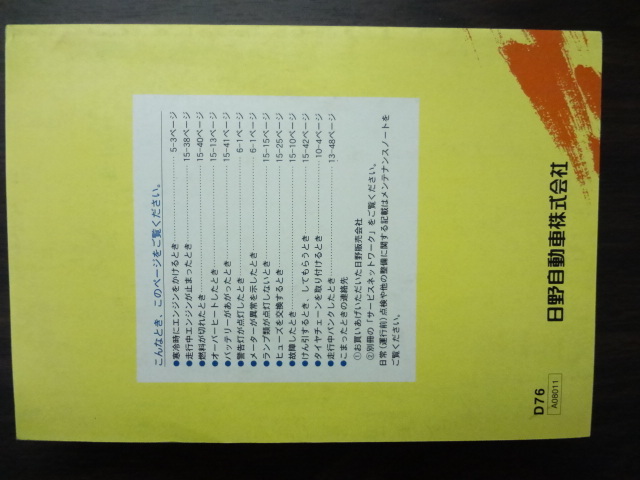 こんなとき、このページをご覧ください。
●寒冷時にエンジンをかけるとき 5-3ページ
●走行中エンジンが止まったとき 15-38ページ
●燃料が切れたとき 15-40ページ
●オーバーヒートしたとき 15-13ページ
●バッテリーがあがったとき 15-41ページ
●警告灯が点灯したとき 6-1ページ
●メーターが異常を示したとき 6-1ページ
●ランプ類が点灯しないとき 15-15ページ
●ヒューズを交換するとき 15-25ページ
●故障したとき 15-10ページ
●けん引するとき、してもらうとき 15-42ページ
●タイヤチェーンを取り付けるとき 10-4ページ
●走行中パンクしたとき 13-48ページ
●こまったときの連絡先
①お買いあげいただいた日野販売会社
②別冊の「サービスネットワーク」をご覧ください。
日常(運行前)点検や他の整備に関する記載はメンテナンスノートを
ご覧ください。
日野自動車株式会社
D76
A08011